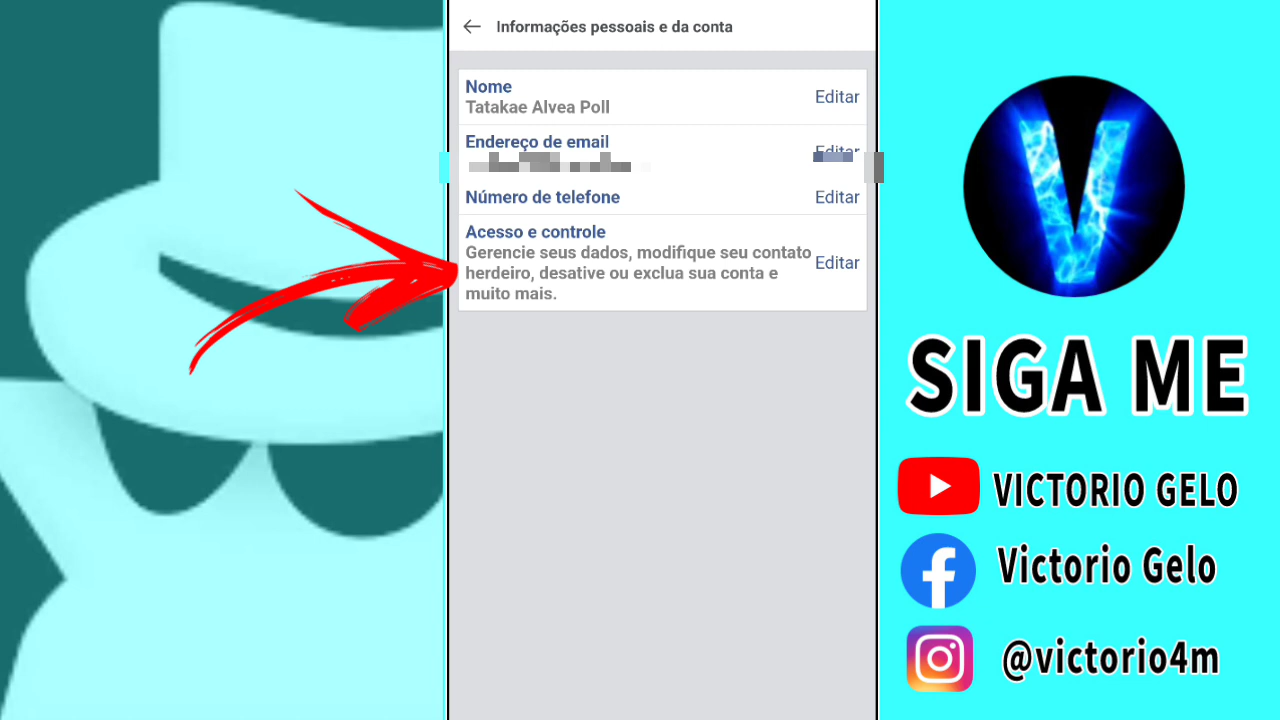 Informações pessoais e da conta
Nome
Tatakae Alvea Poll
Editar
Endereço de email
Editar
Número de telefone
Editar
Acesso e controle
Gerencie seus dados, modifique seu contato
herdeiro, desative ou exclua sua conta e
muito mais.
Editar
V
SIGA ME
VICTORIO GELO
Victorio Gelo
@victorio4m